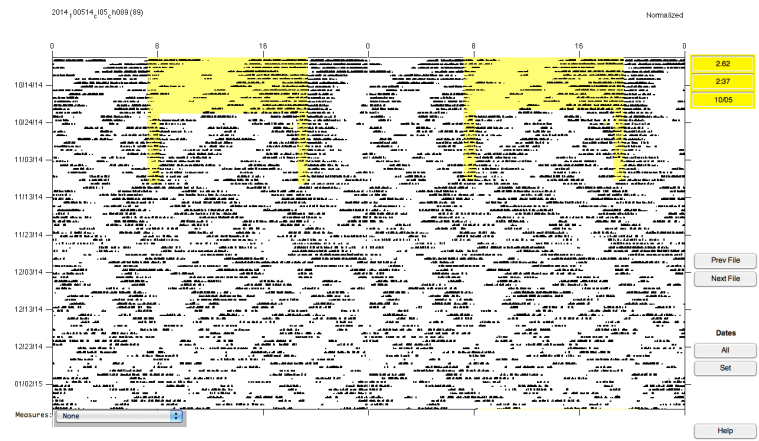 2014_t00514_c105_ch089 (89)
Normalized
0 8 16 0 8 16 0
2.62
2:37
10/05
10/14/14
10/24/14
11/03/14
11/13/14
11/23/14
12/03/14
12/13/14
12/23/14
01/02/15
Prev File
Next File
Dates
All
Set
Measures: None
Help